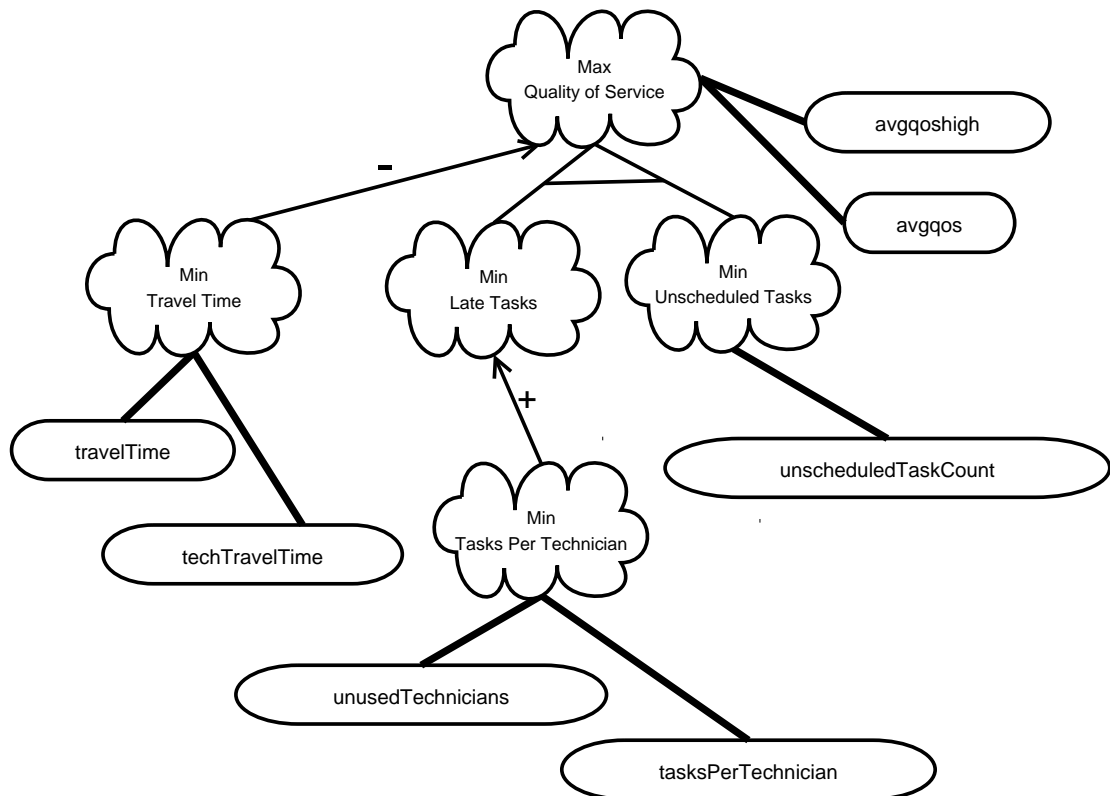 Max
Quality of Service
avgqoshigh
-
avgqos
Min
Travel Time
Min
Late Tasks
Min
Unscheduled Tasks
+
travelTime
unscheduledTaskCount
Min
Tasks Per Technician
techTravelTime
unusedTechnicians
tasksPerTechnician